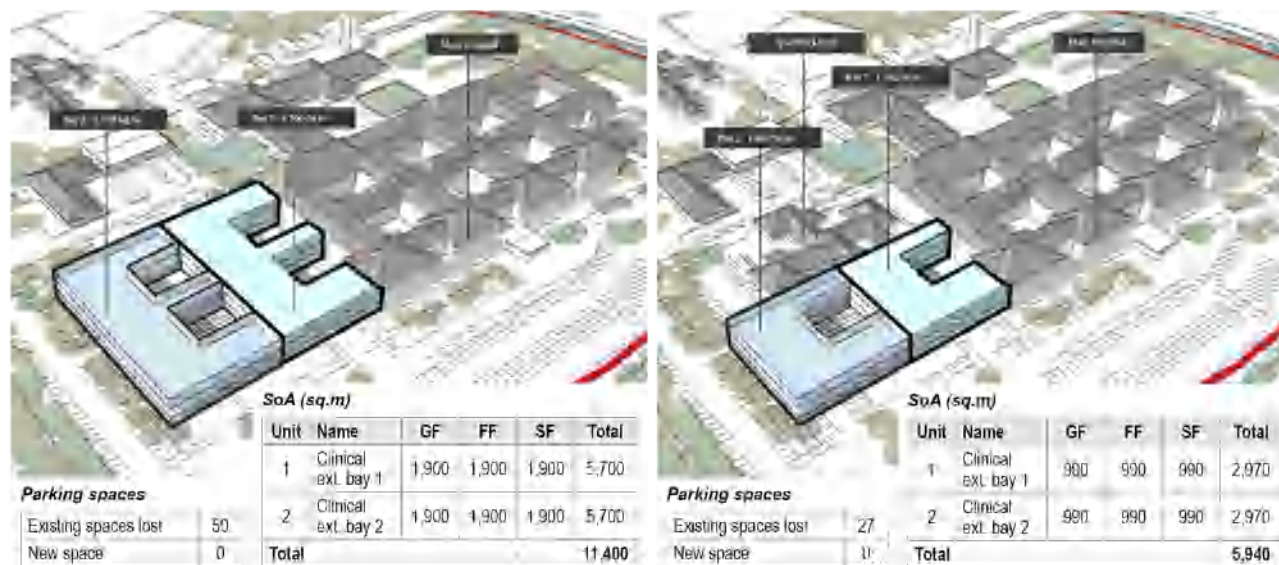 SoA (sq.m)
Unit Name GF FF SF Total
1 Clinical ext. bay 1 1,900 1,900 1,900 5,700
2 Clinical ext. bay 2 1,900 1,900 1,900 5,700
Total 11,400
Parking spaces
Existing spaces lost 50
New space 0
SoA (sq.m)
Unit Name GF FF SF Total
1 Clinical ext. bay 1 990 990 990 2,970
2 Clinical ext. bay 2 990 990 990 2,970
Total 5,940
Parking spaces
Existing spaces lost 27
New space 0